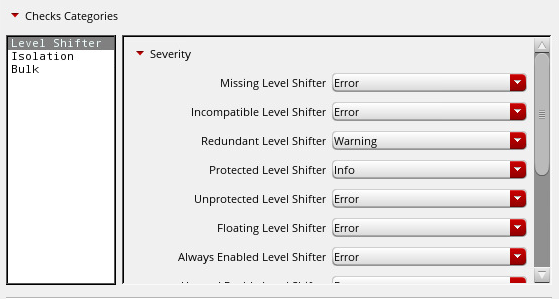 Checks Categories
Level Shifter
Isolation
Bulk
Severity
Missing Level Shifter Error
Incompatible Level Shifter Error
Redundant Level Shifter Warning
Protected Level Shifter Info
Unprotected Level Shifter Error
Floating Level Shifter Error
Always Enabled Level Shifter Error